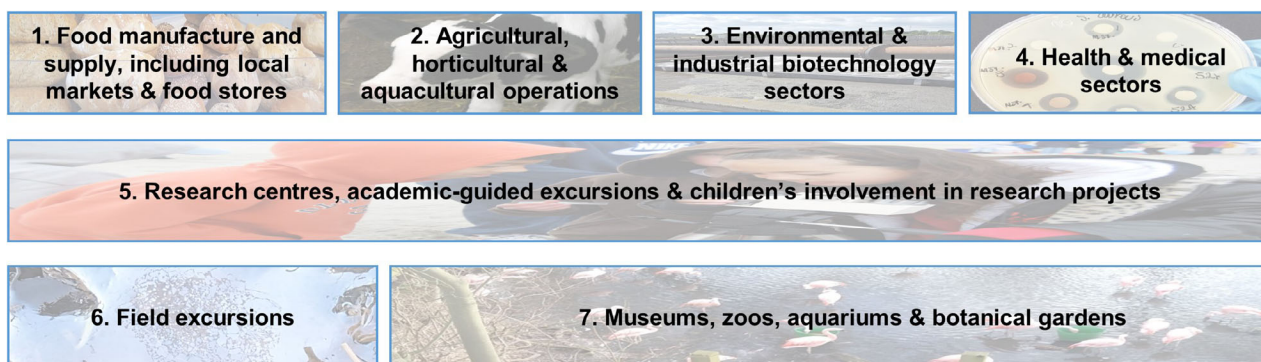 1. Food manufacture and
supply, including local
markets & food stores
2. Agricultural,
horticultural &
aquacultural operations
3. Environmental &
industrial biotechnology
sectors
4. Health & medical
sectors
5. Research centres, academic-guided excursions & children’s involvement in research projects
NIKE
6. Field excursions
7. Museums, zoos, aquariums & botanical gardens